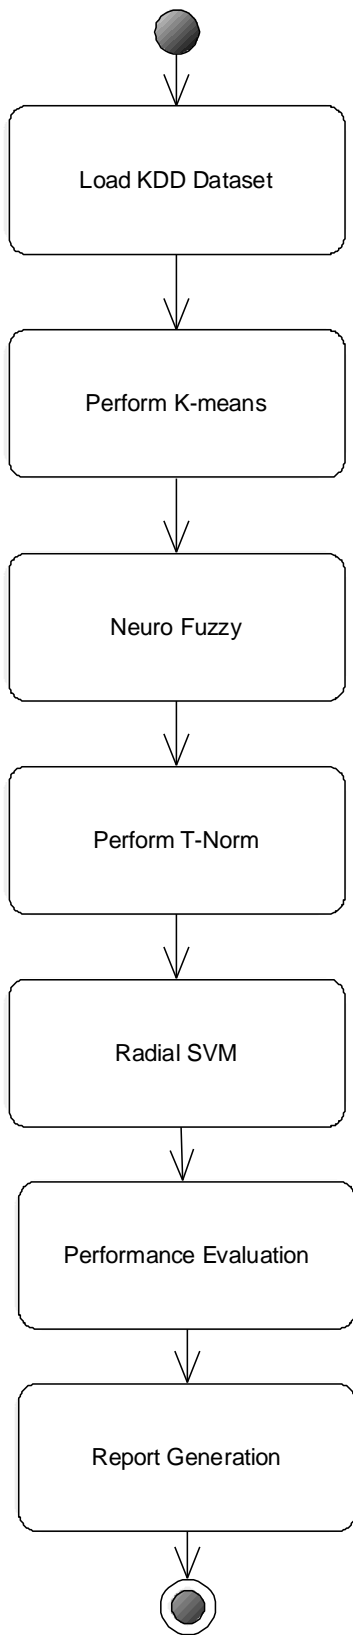 Load KDD Dataset
Perform K-means
Neuro Fuzzy
Perform T-Norm
Radial SVM
Performance Evaluation
Report Generation